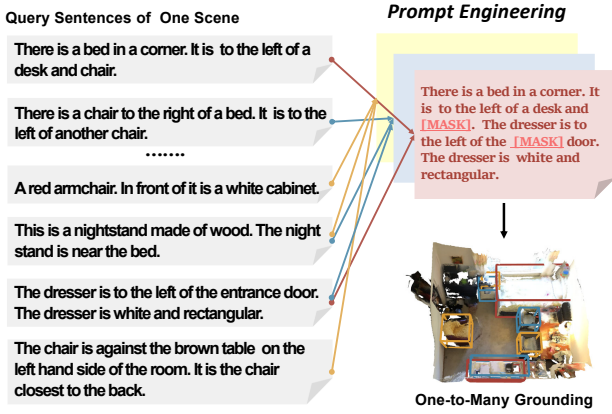 Query Sentences of One Scene
There is a bed in a corner. It is to the left of a
desk and chair.
There is a chair to the right of a bed. It is to the
left of another chair.
.......
A red armchair. In front of it is a white cabinet.
This is a nightstand made of wood. The night
stand is near the bed.
The dresser is to the left of the entrance door.
The dresser is white and rectangular.
The chair is against the brown table on the
left hand side of the room. It is the chair
closest to the back.
Prompt Engineering
There is a bed in a corner. It
is to the left of a desk and
[MASK]. The dresser is to
the left of the [MASK] door.
The dresser is white and
rectangular.
One-to-Many Grounding